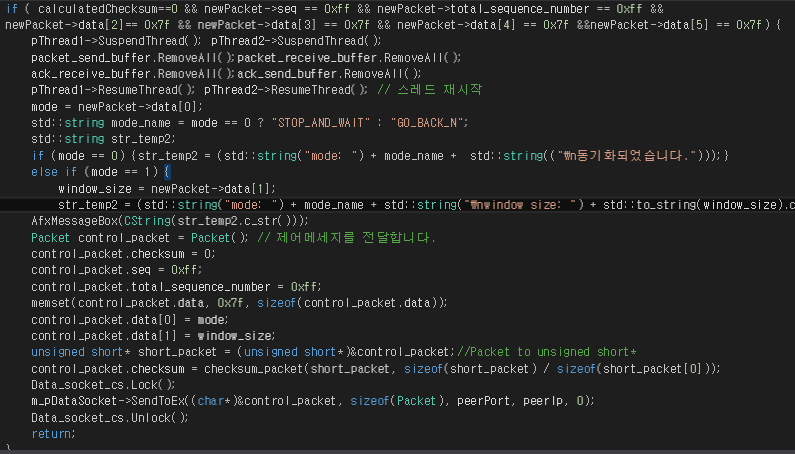 if ( calculatedChecksum==0 && newPacket->seq == 0xff && newPacket->total_sequence_number == 0xff &&
newPacket->data[2]== 0x7f && newPacket->data[3] == 0x7f && newPacket->data[4] == 0x7f &&newPacket->data[5] == 0x7f) {
pThread1->SuspendThread(); pThread2->SuspendThread();
packet_send_buffer.RemoveAll();packet_receive_buffer.RemoveAll();
ack_receive_buffer.RemoveAll();ack_send_buffer.RemoveAll();
pThread1->ResumeThread(); pThread2->ResumeThread(); // 스레드 재시작
mode = newPacket->data[0];
std::string mode_name = mode == 0 ? "STOP_AND_WAIT" : "GO_BACK_N";
std::string str_temp2;
if (mode == 0) {str_temp2 = (std::string("mode: ") + mode_name +  std::string(("₩n동기화되었습니다.")));}
else if (mode == 1) {
window_size = newPacket->data[1];
str_temp2 = (std::string("mode: ") + mode_name + std::string("₩nwindow size: ") + std::to_string(window_size).c
AfxMessageBox(CString(str_temp2.c_str()));
Packet control_packet = Packet(); // 제어메세지를 전달합니다.
control_packet.checksum = 0;
control_packet.seq = 0xff;
control_packet.total_sequence_number = 0xff;
memset(control_packet.data, 0x7f, sizeof(control_packet.data));
control_packet.data[0] = mode;
control_packet.data[1] = window_size;
unsigned short* short_packet = (unsigned short*)&control_packet;//Packet to unsigned short*
control_packet.checksum = checksum_packet(short_packet, sizeof(short_packet) / sizeof(short_packet[0]));
Data_socket_cs.Lock();
m_pDataSocket->SendToEx((char*)&control_packet, sizeof(Packet), peerPort, peerIp, 0);
Data_socket_cs.Unlock();
return;
}